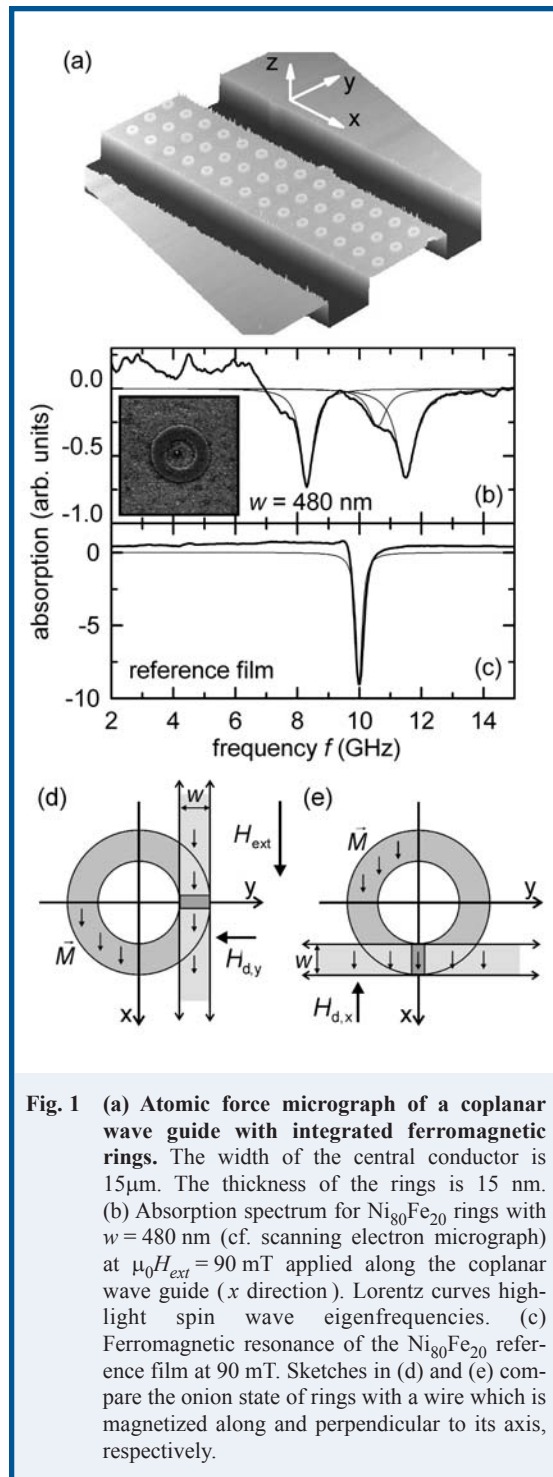 (a)
z
y
x
0.0
-0.5
-1.0
w = 480 nm
(b)
absorption (arb. units)
0
-5
-10
reference film
(c)
2 4 6 8 10 12 14
frequency f (GHz)
(d)
w
H_ext
y
M⃗
H_d,y
x
(e)
M⃗
y
w
H_d,x
x
Fig. 1 (a) Atomic force micrograph of a coplanar
wave guide with integrated ferromagnetic
rings. The width of the central conductor is
15μm. The thickness of the rings is 15 nm.
(b) Absorption spectrum for Ni₈₀Fe₂₀ rings with
w = 480 nm (cf. scanning electron micrograph)
at μ₀H_ext = 90 mT applied along the coplanar
wave guide ( x direction ). Lorentz curves high-
light spin wave eigenfrequencies. (c)
Ferromagnetic resonance of the Ni₈₀Fe₂₀ refer-
ence film at 90 mT. Sketches in (d) and (e) com-
pare the onion state of rings with a wire which is
magnetized along and perpendicular to its axis,
respectively.